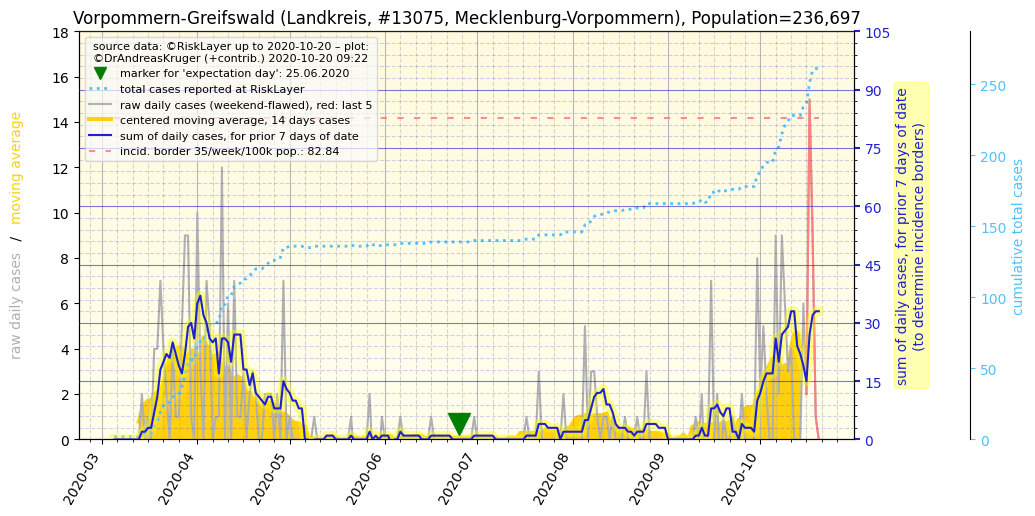 Vorpommern-Greifswald (Landkreis, #13075, Mecklenburg-Vorpommern), Population=236,697
source data: ©RiskLayer up to 2020-10-20 – plot:
©DrAndreasKruger (+contrib.) 2020-10-20 09:22
marker for 'expectation day': 25.06.2020
total cases reported at RiskLayer
raw daily cases (weekend-flawed), red: last 5
centered moving average, 14 days cases
sum of daily cases, for prior 7 days of date
incid. border 35/week/100k pop.: 82.84
raw daily cases / moving average
18
16
14
12
10
8
6
4
2
0
2020-03
2020-04
2020-05
2020-06
2020-07
2020-08
2020-09
2020-10
105
90
75
60
45
30
15
0
sum of daily cases, for prior 7 days of date
(to determine incidence borders)
250
200
150
100
50
0
cumulative total cases